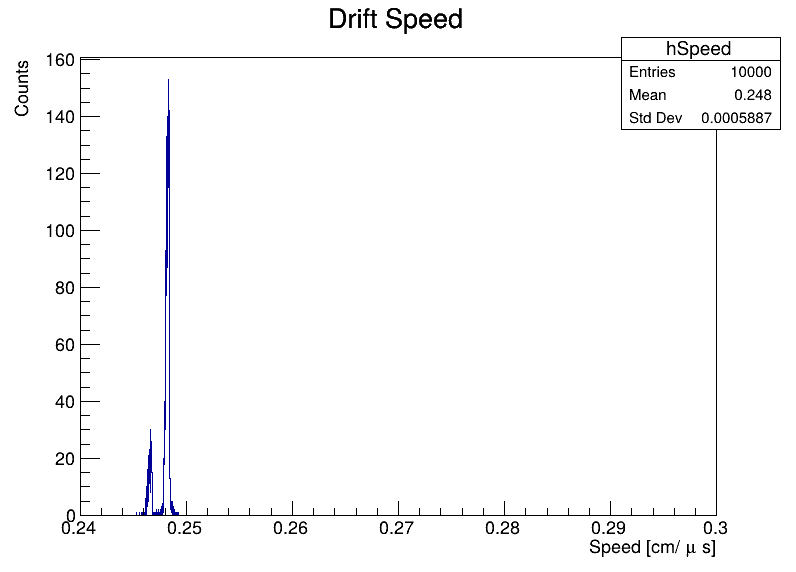 Drift Speed
hSpeed
Entries 10000
Mean 0.248
Std Dev 0.0005887
Counts
160
140
120
100
80
60
40
20
0
0.24 0.25 0.26 0.27 0.28 0.29 0.3
Speed [cm/ μ s]